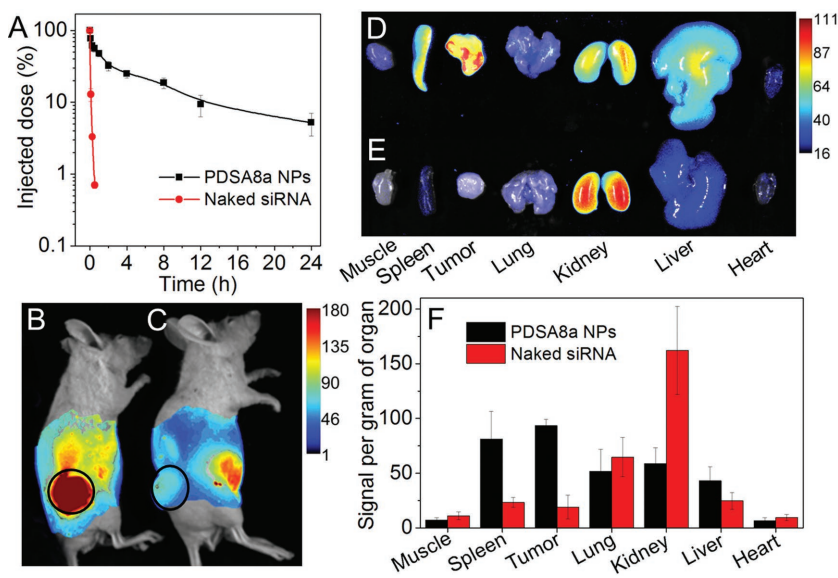 A
Injected dose (%)
100
10
1
0.1
PDSA8a NPs
Naked siRNA
0 4 8 12 16 20 24
Time (h)
D
E
111
87
64
40
16
Muscle Spleen Tumor Lung Kidney Liver Heart
B C
180
135
90
46
1
F
Signal per gram of organ
200
150
100
50
0
PDSA8a NPs
Naked siRNA
Muscle Spleen Tumor Lung Kidney Liver Heart